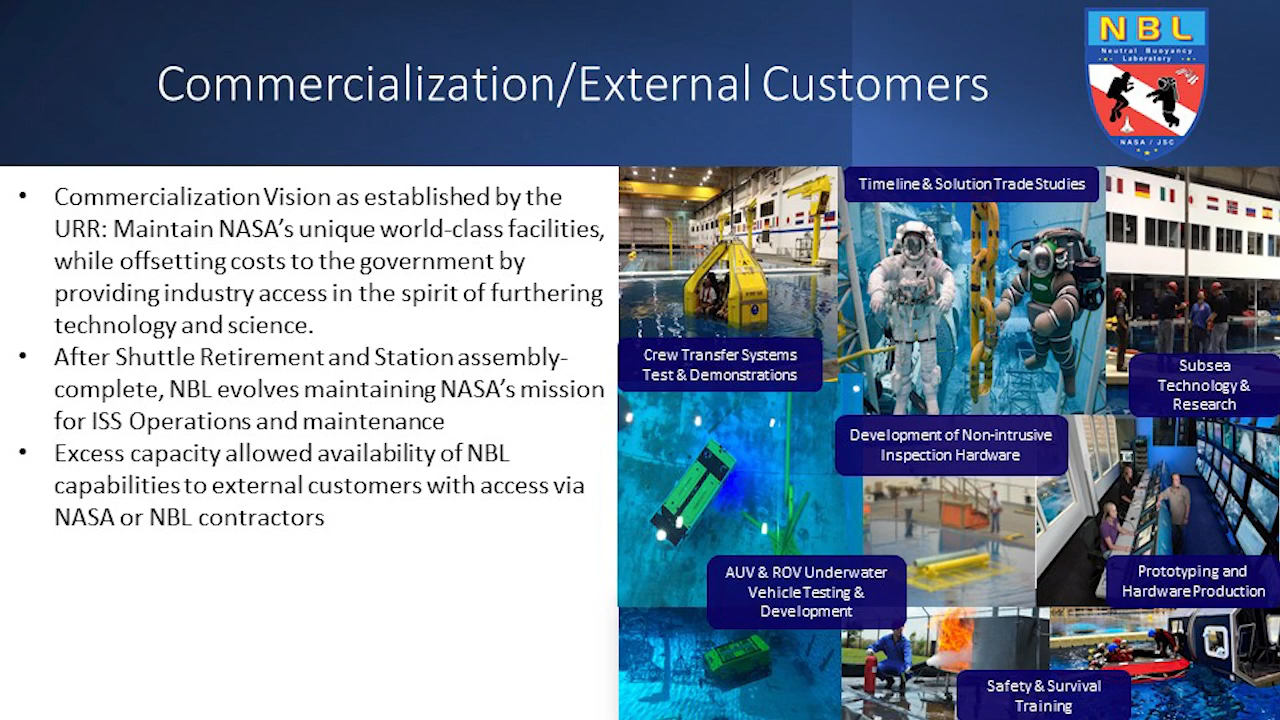 Commercialization/External Customers
NBL
Neutral Buoyancy
Laboratory
NASA / JSC
• Commercialization Vision as established by the
URR: Maintain NASA’s unique world-class facilities,
while offsetting costs to the government by
providing industry access in the spirit of furthering
technology and science.
• After Shuttle Retirement and Station assembly-
complete, NBL evolves maintaining NASA’s mission
for ISS Operations and maintenance
• Excess capacity allowed availability of NBL
capabilities to external customers with access via
NASA or NBL contractors
Timeline & Solution Trade Studies
Crew Transfer Systems
Test & Demonstrations
Subsea
Technology &
Research
Development of Non-intrusive
Inspection Hardware
AUV & ROV Underwater
Vehicle Testing &
Development
Prototyping and
Hardware Production
Safety & Survival
Training